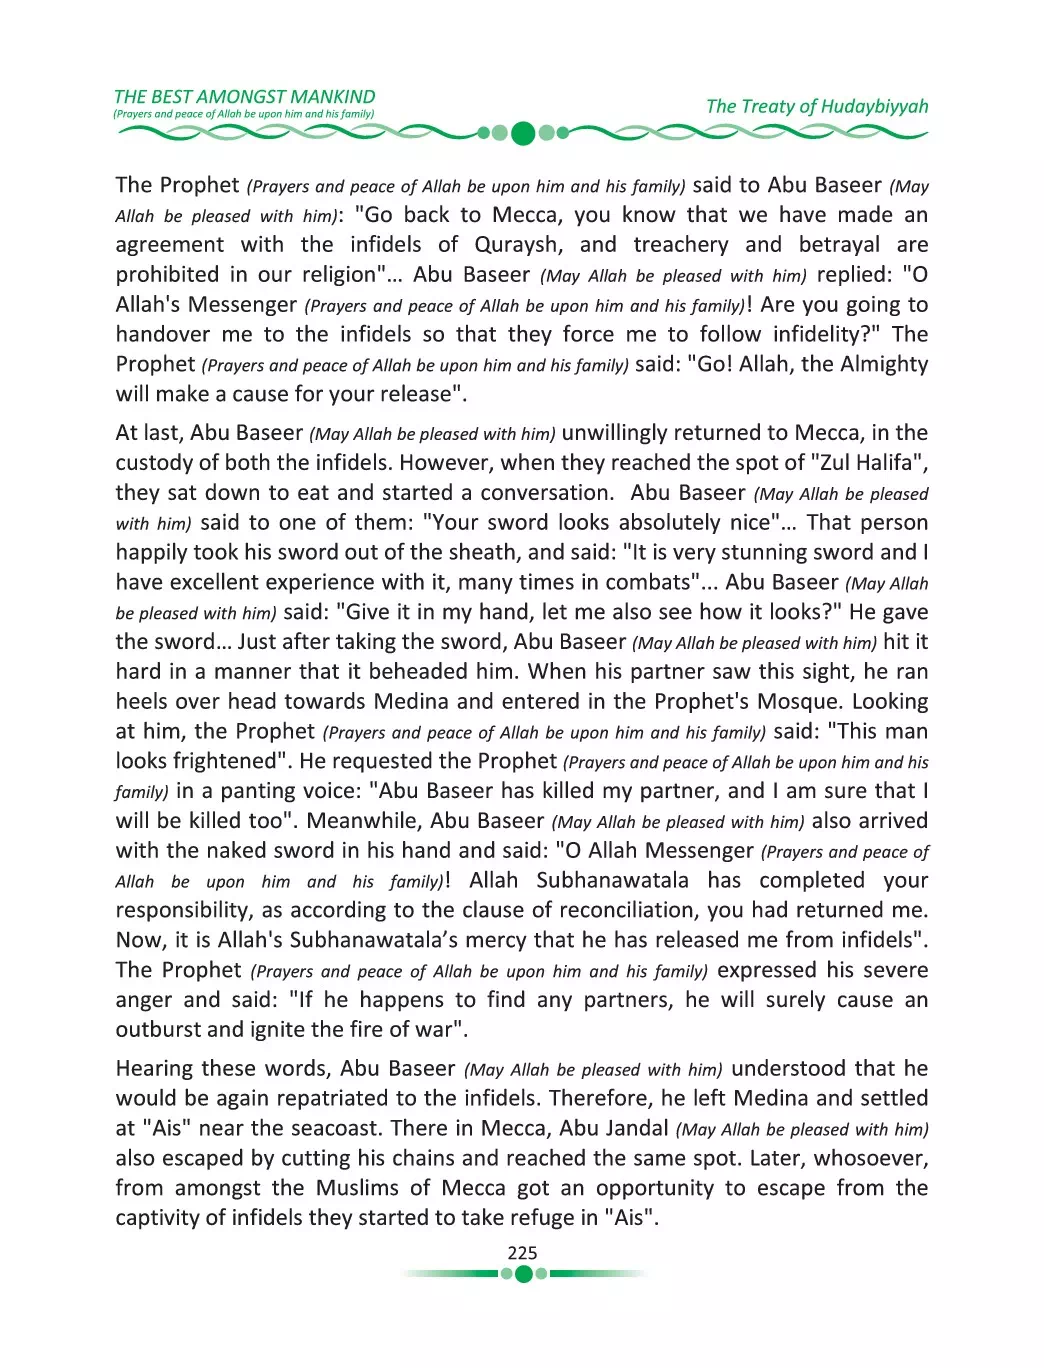 THE BEST AMONGST MANKIND
(Prayers and peace of Allah be upon him and his family)
The Treaty of Hudaybiyyah
The Prophet (Prayers and peace of Allah be upon him and his family) said to Abu Baseer (May
Allah be pleased with him): "Go back to Mecca, you know that we have made an
agreement with the infidels of Quraysh, and treachery and betrayal are
prohibited in our religion"... Abu Baseer (May Allah be pleased with him) replied: "O
Allah's Messenger (Prayers and peace of Allah be upon him and his family)! Are you going to
handover me to the infidels so that they force me to follow infidelity?" The
Prophet (Prayers and peace of Allah be upon him and his family) said: "Go! Allah, the Almighty
will make a cause for your release".
At last, Abu Baseer (May Allah be pleased with him) unwillingly returned to Mecca, in the
custody of both the infidels. However, when they reached the spot of "Zul Halifa",
they sat down to eat and started a conversation.  Abu Baseer (May Allah be pleased
with him) said to one of them: "Your sword looks absolutely nice"... That person
happily took his sword out of the sheath, and said: "It is very stunning sword and I
have excellent experience with it, many times in combats"... Abu Baseer (May Allah
be pleased with him) said: "Give it in my hand, let me also see how it looks?" He gave
the sword... Just after taking the sword, Abu Baseer (May Allah be pleased with him) hit it
hard in a manner that it beheaded him. When his partner saw this sight, he ran
heels over head towards Medina and entered in the Prophet's Mosque. Looking
at him, the Prophet (Prayers and peace of Allah be upon him and his family) said: "This man
looks frightened". He requested the Prophet (Prayers and peace of Allah be upon him and his
family) in a panting voice: "Abu Baseer has killed my partner, and I am sure that I
will be killed too". Meanwhile, Abu Baseer (May Allah be pleased with him) also arrived
with the naked sword in his hand and said: "O Allah Messenger (Prayers and peace of
Allah be upon him and his family)! Allah Subhanawatala has completed your
responsibility, as according to the clause of reconciliation, you had returned me.
Now, it is Allah's Subhanawatala’s mercy that he has released me from infidels".
The Prophet (Prayers and peace of Allah be upon him and his family) expressed his severe
anger and said: "If he happens to find any partners, he will surely cause an
outburst and ignite the fire of war".
Hearing these words, Abu Baseer (May Allah be pleased with him) understood that he
would be again repatriated to the infidels. Therefore, he left Medina and settled
at "Ais" near the seacoast. There in Mecca, Abu Jandal (May Allah be pleased with him)
also escaped by cutting his chains and reached the same spot. Later, whosoever,
from amongst the Muslims of Mecca got an opportunity to escape from the
captivity of infidels they started to take refuge in "Ais".
225